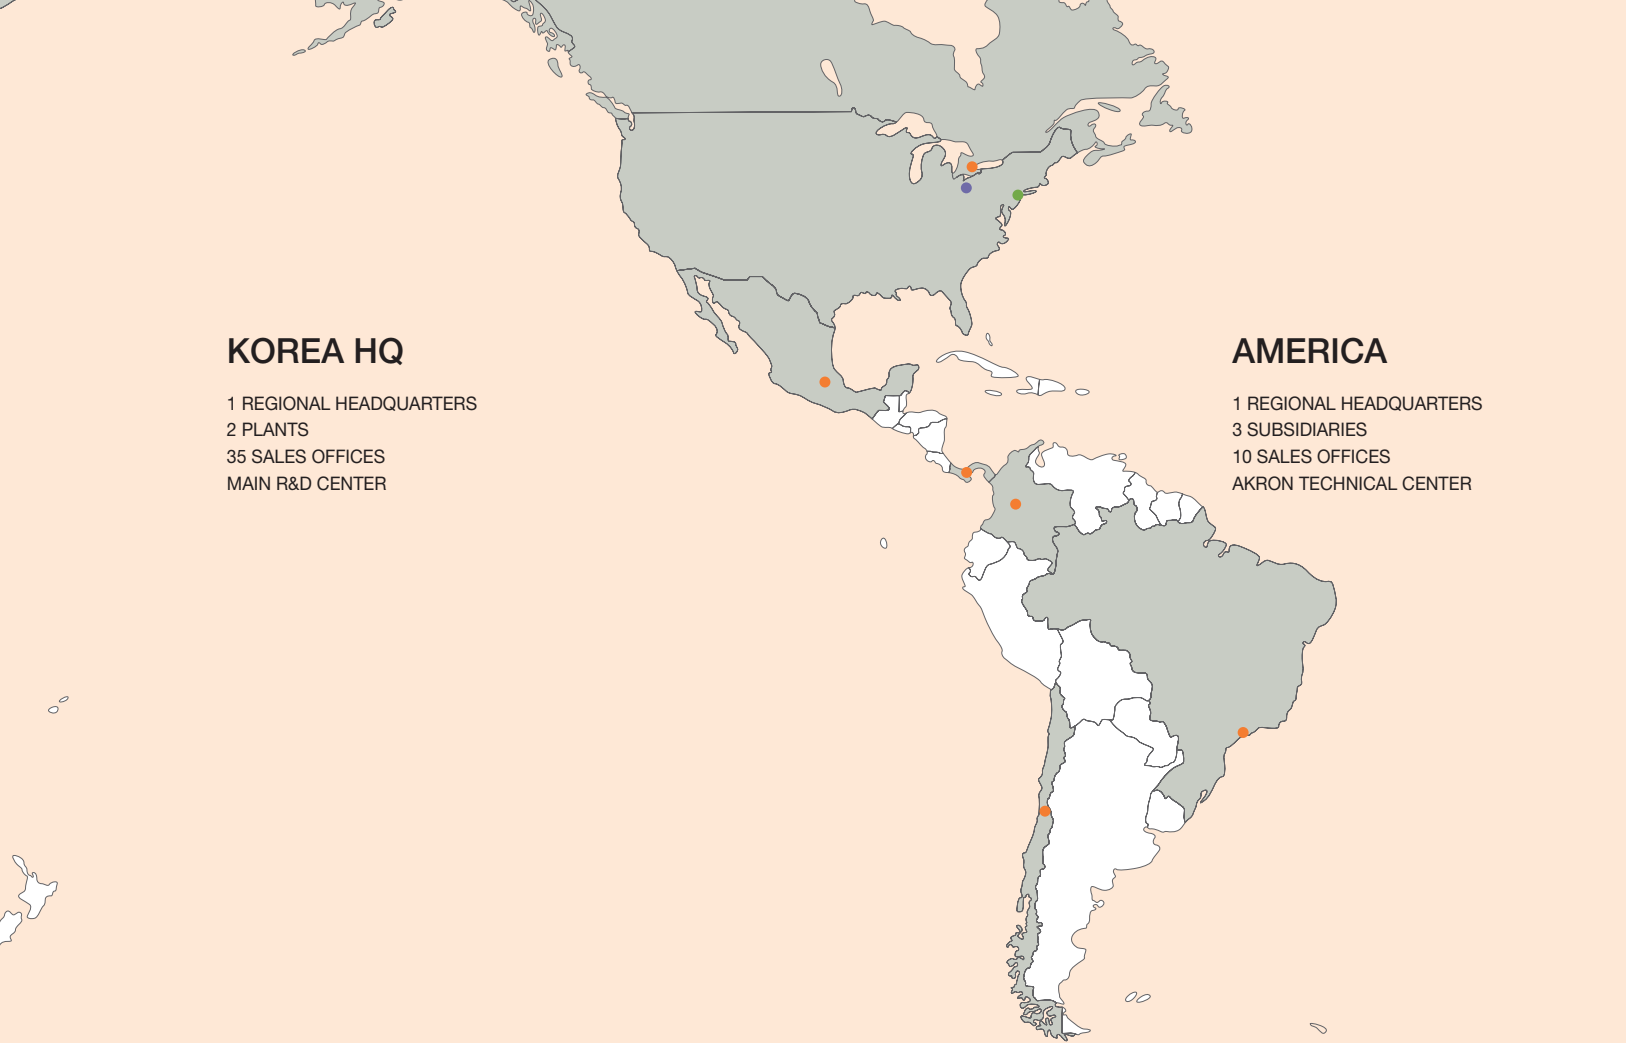 KOREA HQ
1 REGIONAL HEADQUARTERS
2 PLANTS
35 SALES OFFICES
MAIN R&D CENTER
AMERICA
1 REGIONAL HEADQUARTERS
3 SUBSIDIARIES
10 SALES OFFICES
AKRON TECHNICAL CENTER